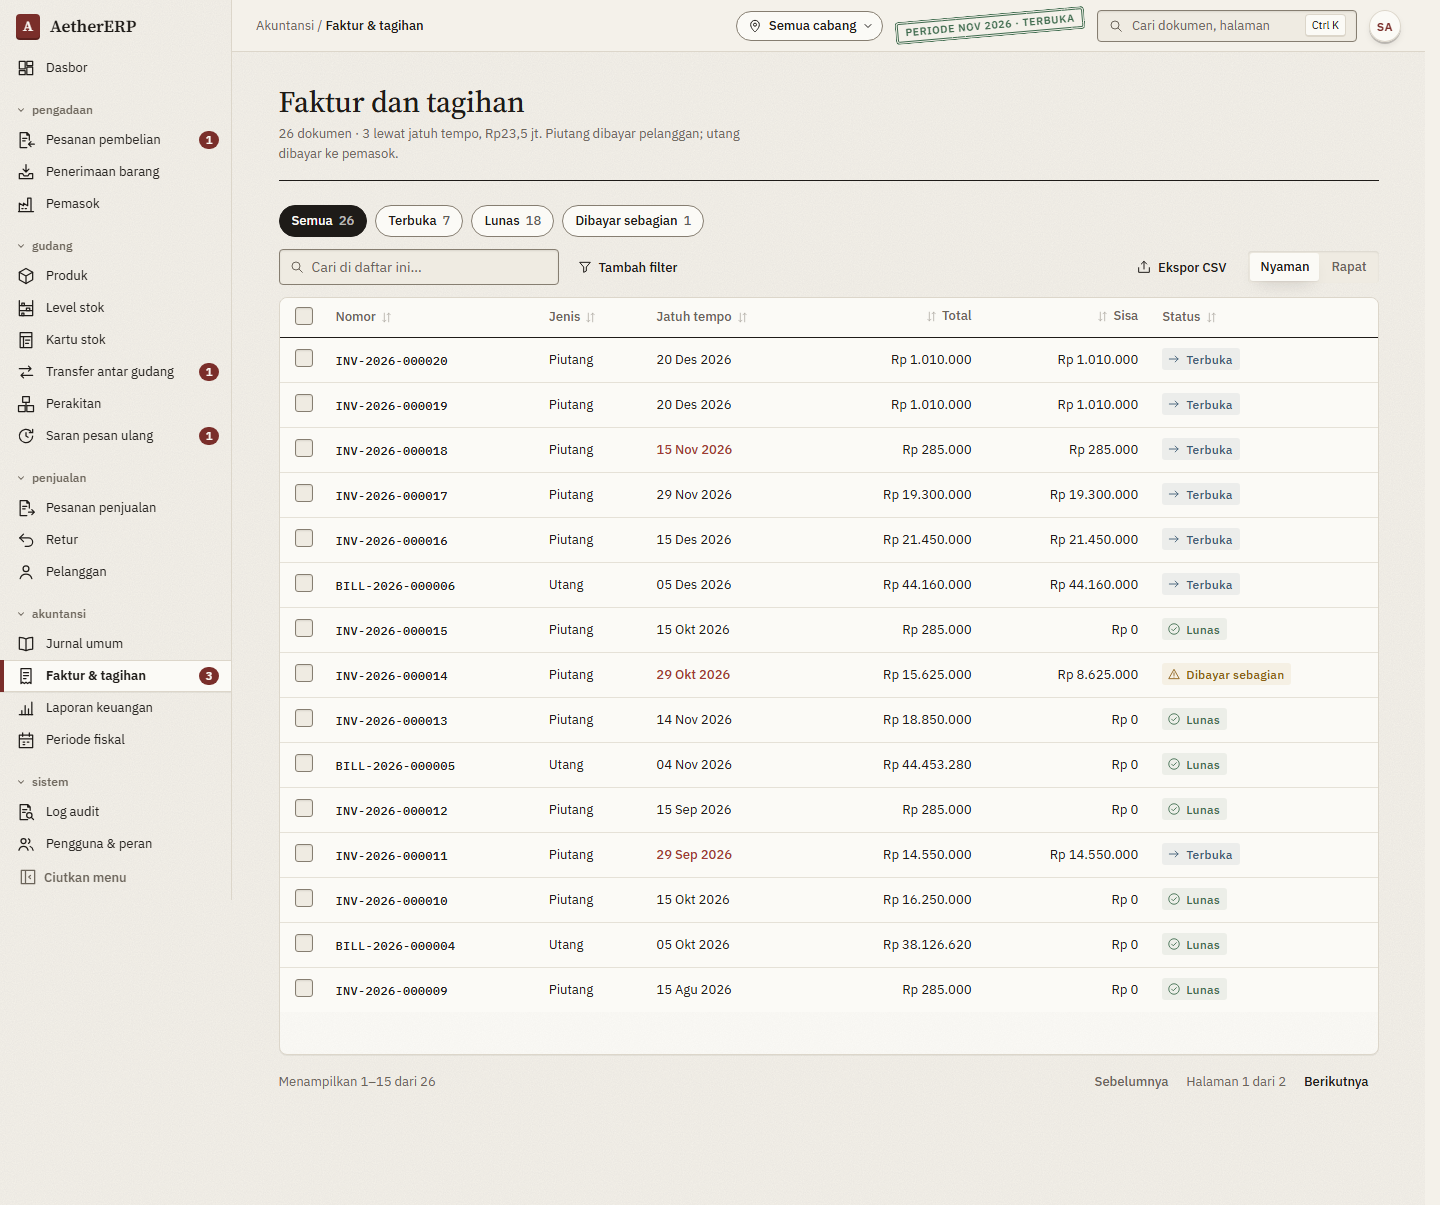 A AetherERP
Akuntansi / Faktur & tagihan
Semua cabang
PERIODE NOV 2026 · TERBUKA
Cari dokumen, halaman Ctrl K
SA
Dasbor
pengadaan
Pesanan pembelian 1
Penerimaan barang
Pemasok
gudang
Produk
Level stok
Kartu stok
Transfer antar gudang 1
Perakitan
Saran pesan ulang 1
penjualan
Pesanan penjualan
Retur
Pelanggan
akuntansi
Jurnal umum
Faktur & tagihan 3
Laporan keuangan
Periode fiskal
sistem
Log audit
Pengguna & peran
Ciutkan menu
Faktur dan tagihan
26 dokumen · 3 lewat jatuh tempo, Rp23,5 jt. Piutang dibayar pelanggan; utang
dibayar ke pemasok.
Semua 26 Terbuka 7 Lunas 18 Dibayar sebagian 1
Cari di daftar ini... Tambah filter Ekspor CSV Nyaman Rapat
Nomor Jenis Jatuh tempo Total Sisa Status
INV-2026-000020 Piutang 20 Des 2026 Rp 1.010.000 Rp 1.010.000 Terbuka
INV-2026-000019 Piutang 20 Des 2026 Rp 1.010.000 Rp 1.010.000 Terbuka
INV-2026-000018 Piutang 15 Nov 2026 Rp 285.000 Rp 285.000 Terbuka
INV-2026-000017 Piutang 29 Nov 2026 Rp 19.300.000 Rp 19.300.000 Terbuka
INV-2026-000016 Piutang 15 Des 2026 Rp 21.450.000 Rp 21.450.000 Terbuka
BILL-2026-000006 Utang 05 Des 2026 Rp 44.160.000 Rp 44.160.000 Terbuka
INV-2026-000015 Piutang 15 Okt 2026 Rp 285.000 Rp 0 Lunas
INV-2026-000014 Piutang 29 Okt 2026 Rp 15.625.000 Rp 8.625.000 Dibayar sebagian
INV-2026-000013 Piutang 14 Nov 2026 Rp 18.850.000 Rp 0 Lunas
BILL-2026-000005 Utang 04 Nov 2026 Rp 44.453.280 Rp 0 Lunas
INV-2026-000012 Piutang 15 Sep 2026 Rp 285.000 Rp 0 Lunas
INV-2026-000011 Piutang 29 Sep 2026 Rp 14.550.000 Rp 14.550.000 Terbuka
INV-2026-000010 Piutang 15 Okt 2026 Rp 16.250.000 Rp 0 Lunas
BILL-2026-000004 Utang 05 Okt 2026 Rp 38.126.620 Rp 0 Lunas
INV-2026-000009 Piutang 15 Agu 2026 Rp 285.000 Rp 0 Lunas
Menampilkan 1–15 dari 26 Sebelumnya Halaman 1 dari 2 Berikutnya